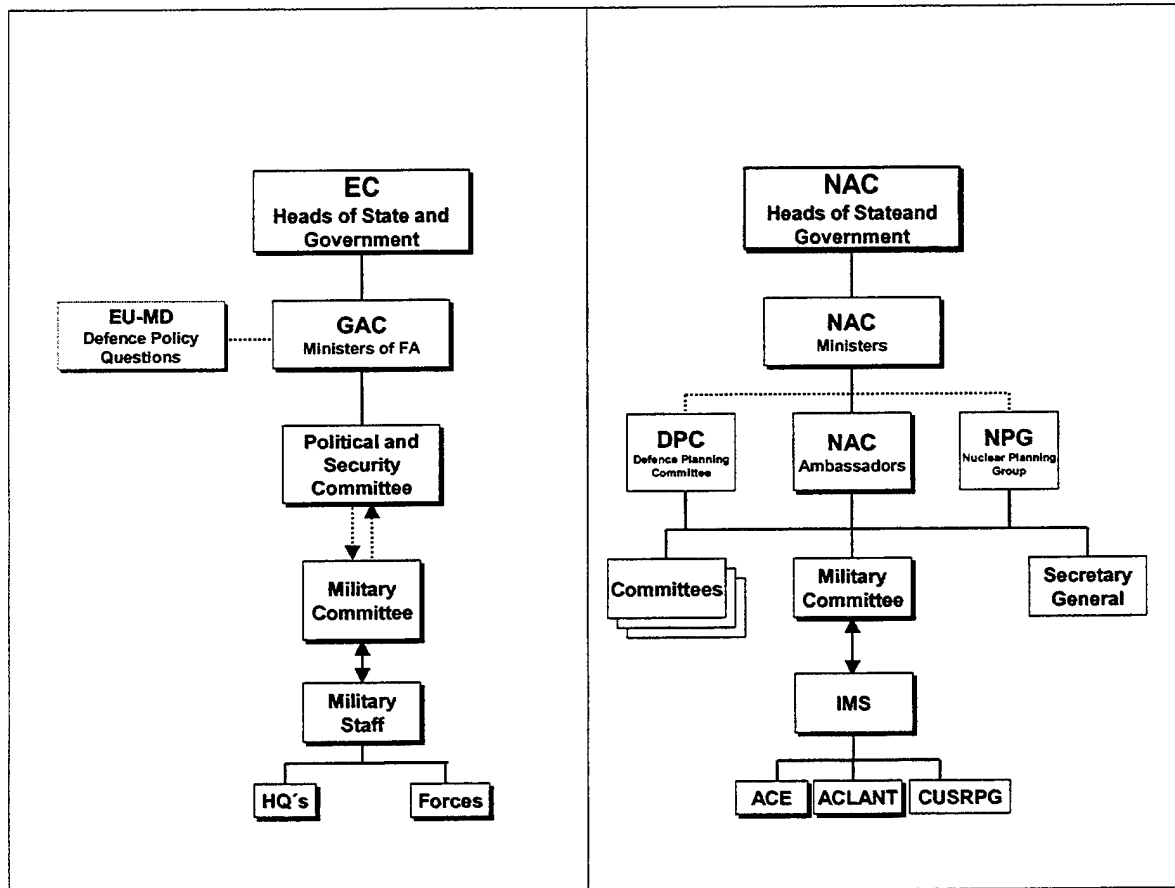 EC
Heads of State and
Government
EU-MD
Defence Policy
Questions
GAC
Ministers of FA
Political and
Security
Committee
Military
Committee
Military
Staff
HQ´s
Forces
NAC
Heads of Stateand
Government
NAC
Ministers
DPC
Defence Planning
Committee
NAC
Ambassadors
NPG
Nuclear Planning
Group
Committees
Military
Committee
Secretary
General
IMS
ACE
ACLANT
CUSRPG